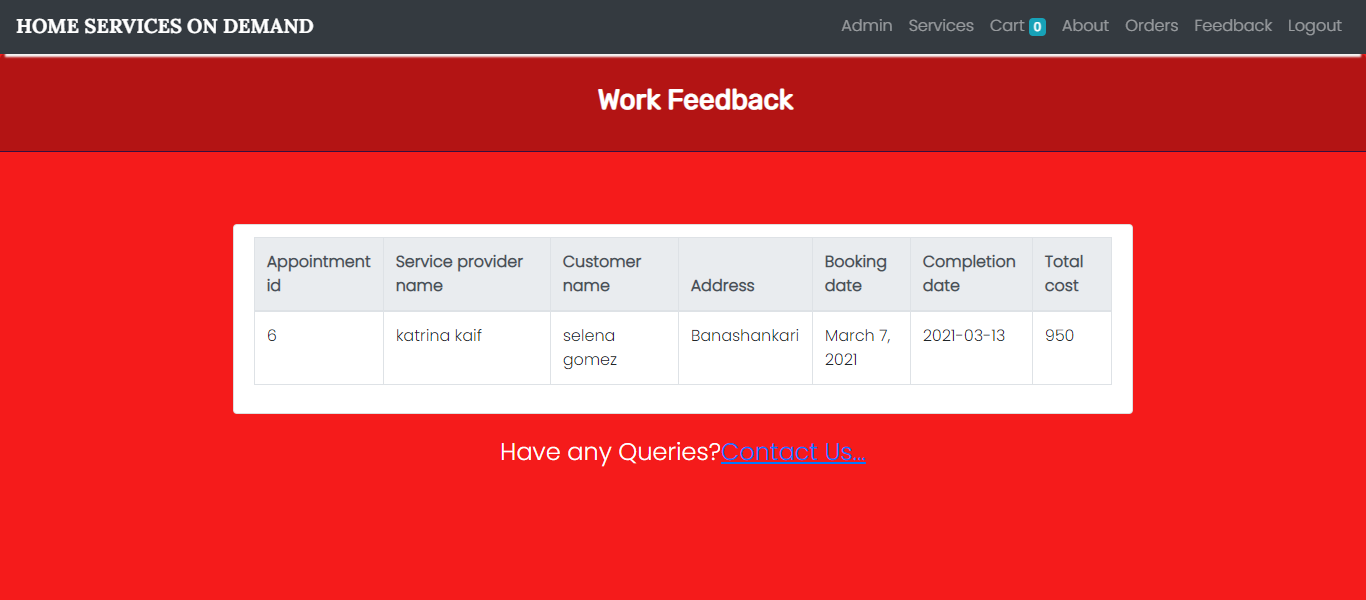 HOME SERVICES ON DEMAND Admin Services Cart 0 About Orders Feedback Logout
Work Feedback
Appointment id Service provider name Customer name Address Booking date Completion date Total cost
6 katrina kaif selena gomez Banashankari March 7, 2021 2021-03-13 950
Have any Queries?Contact Us...